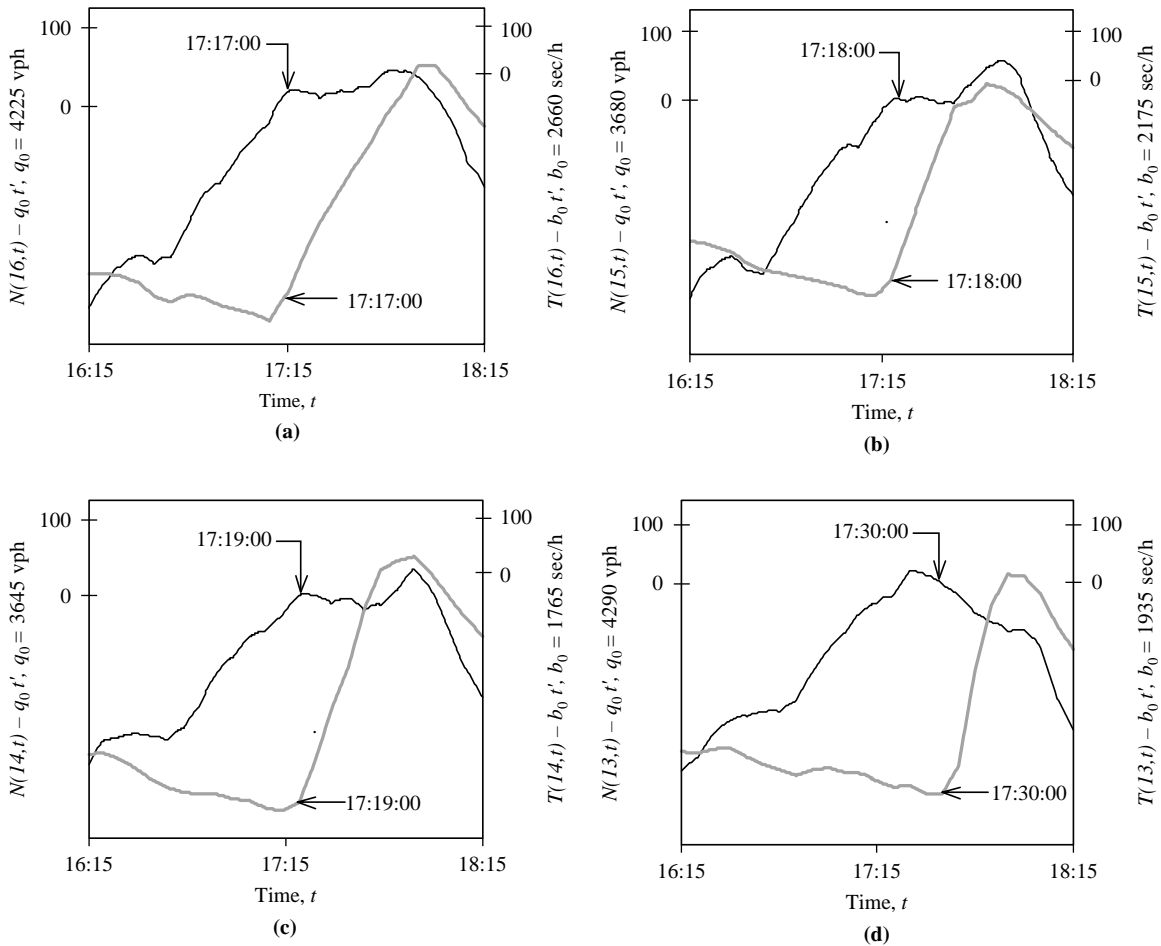 N(16,t) – q0 t′, q0 = 4225 vph
100
0
17:17:00
17:17:00
100
0
T(16,t) – b0 t′, b0 = 2660 sec/h
16:15
17:15
18:15
Time, t
(a)
N(15,t) – q0 t′, q0 = 3680 vph
100
0
17:18:00
17:18:00
100
0
T(15,t) – b0 t′, b0 = 2175 sec/h
16:15
17:15
18:15
Time, t
(b)
N(14,t) – q0 t′, q0 = 3645 vph
100
0
17:19:00
17:19:00
100
0
T(14,t) – b0 t′, b0 = 1765 sec/h
16:15
17:15
18:15
Time, t
(c)
N(13,t) – q0 t′, q0 = 4290 vph
100
0
17:30:00
17:30:00
100
0
T(13,t) – b0 t′, b0 = 1935 sec/h
16:15
17:15
18:15
Time, t
(d)